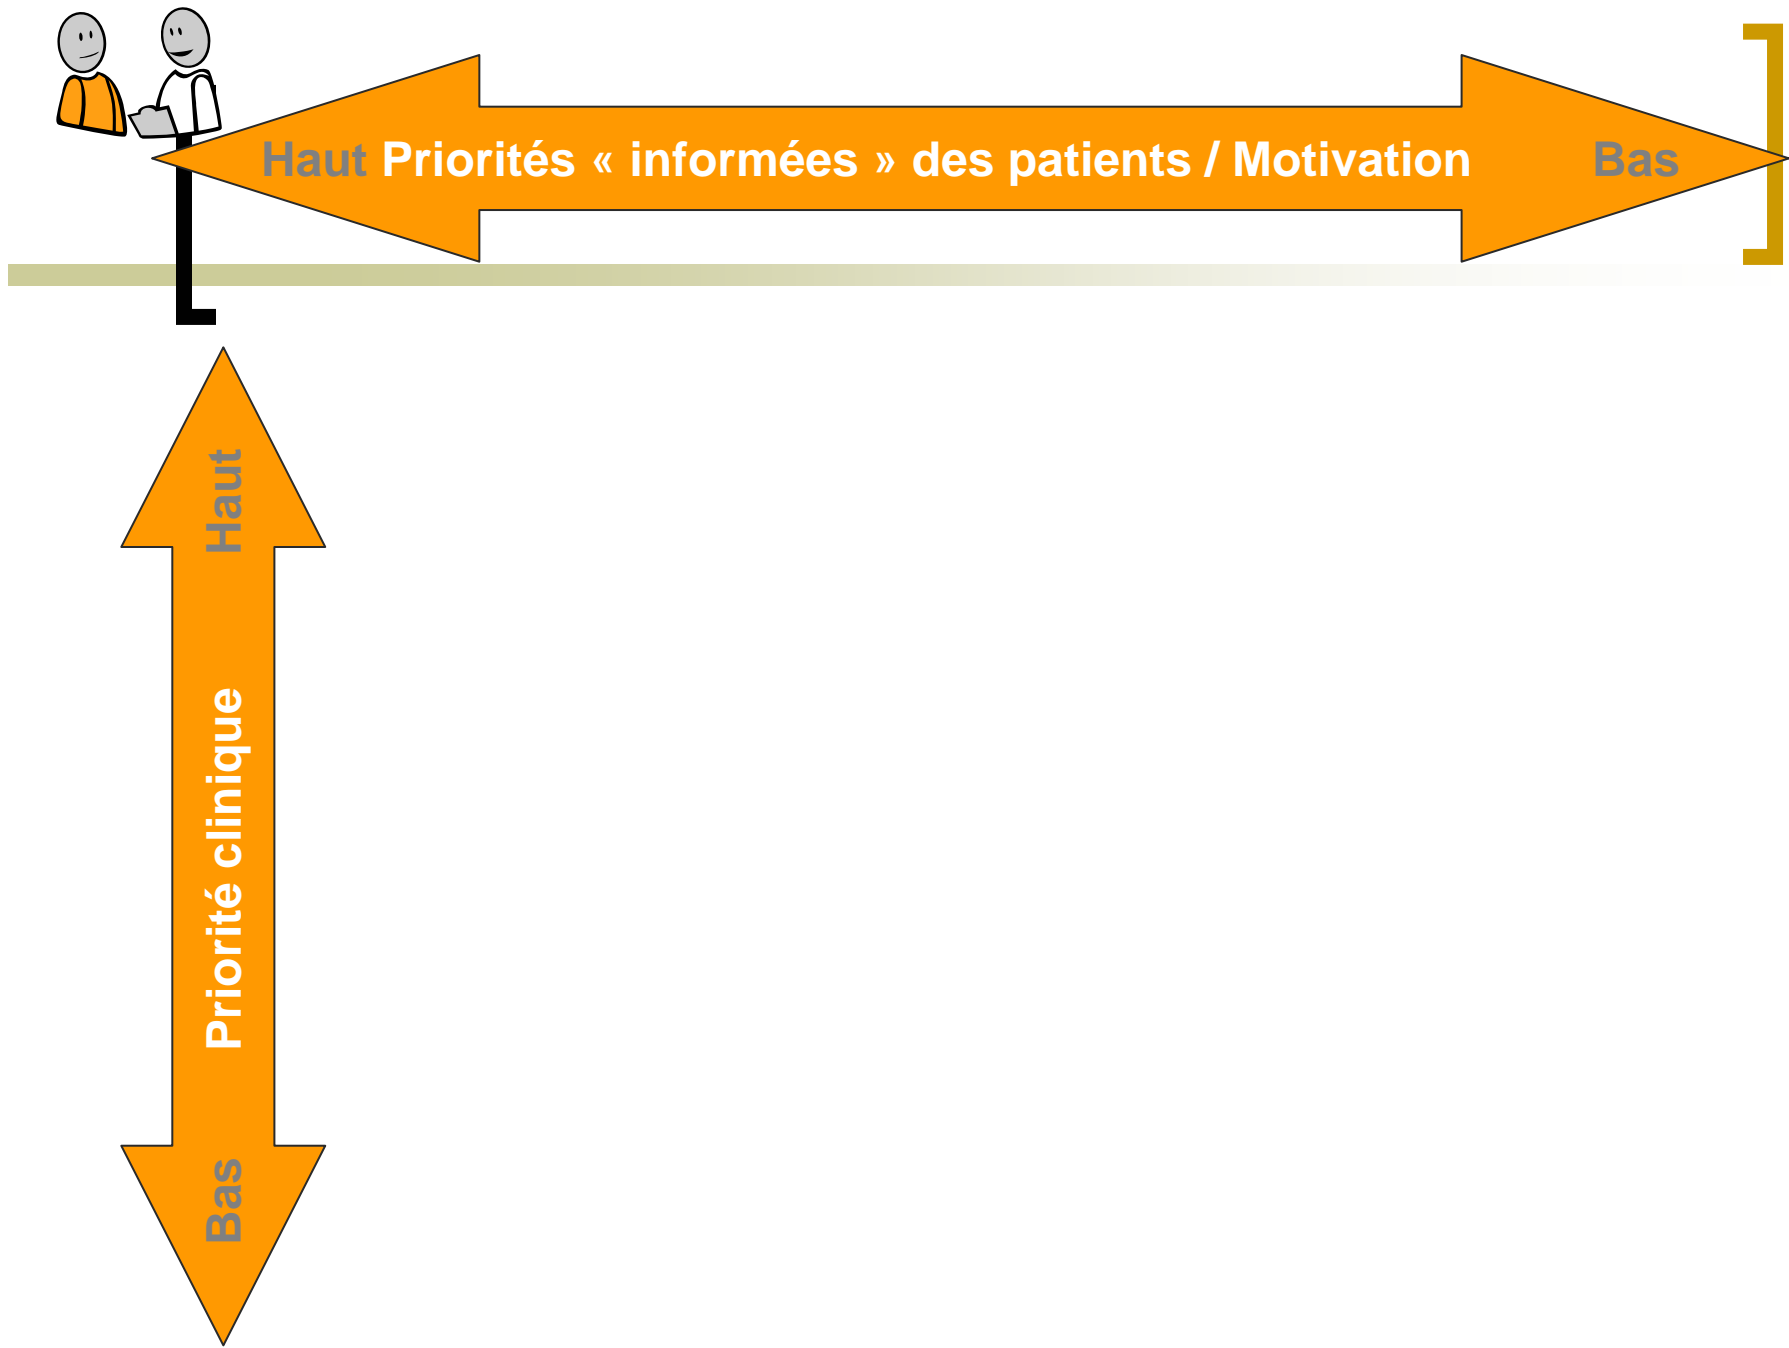 Haut Priorités « informées » des patients / Motivation Bas
Haut
Priorité clinique
Bas